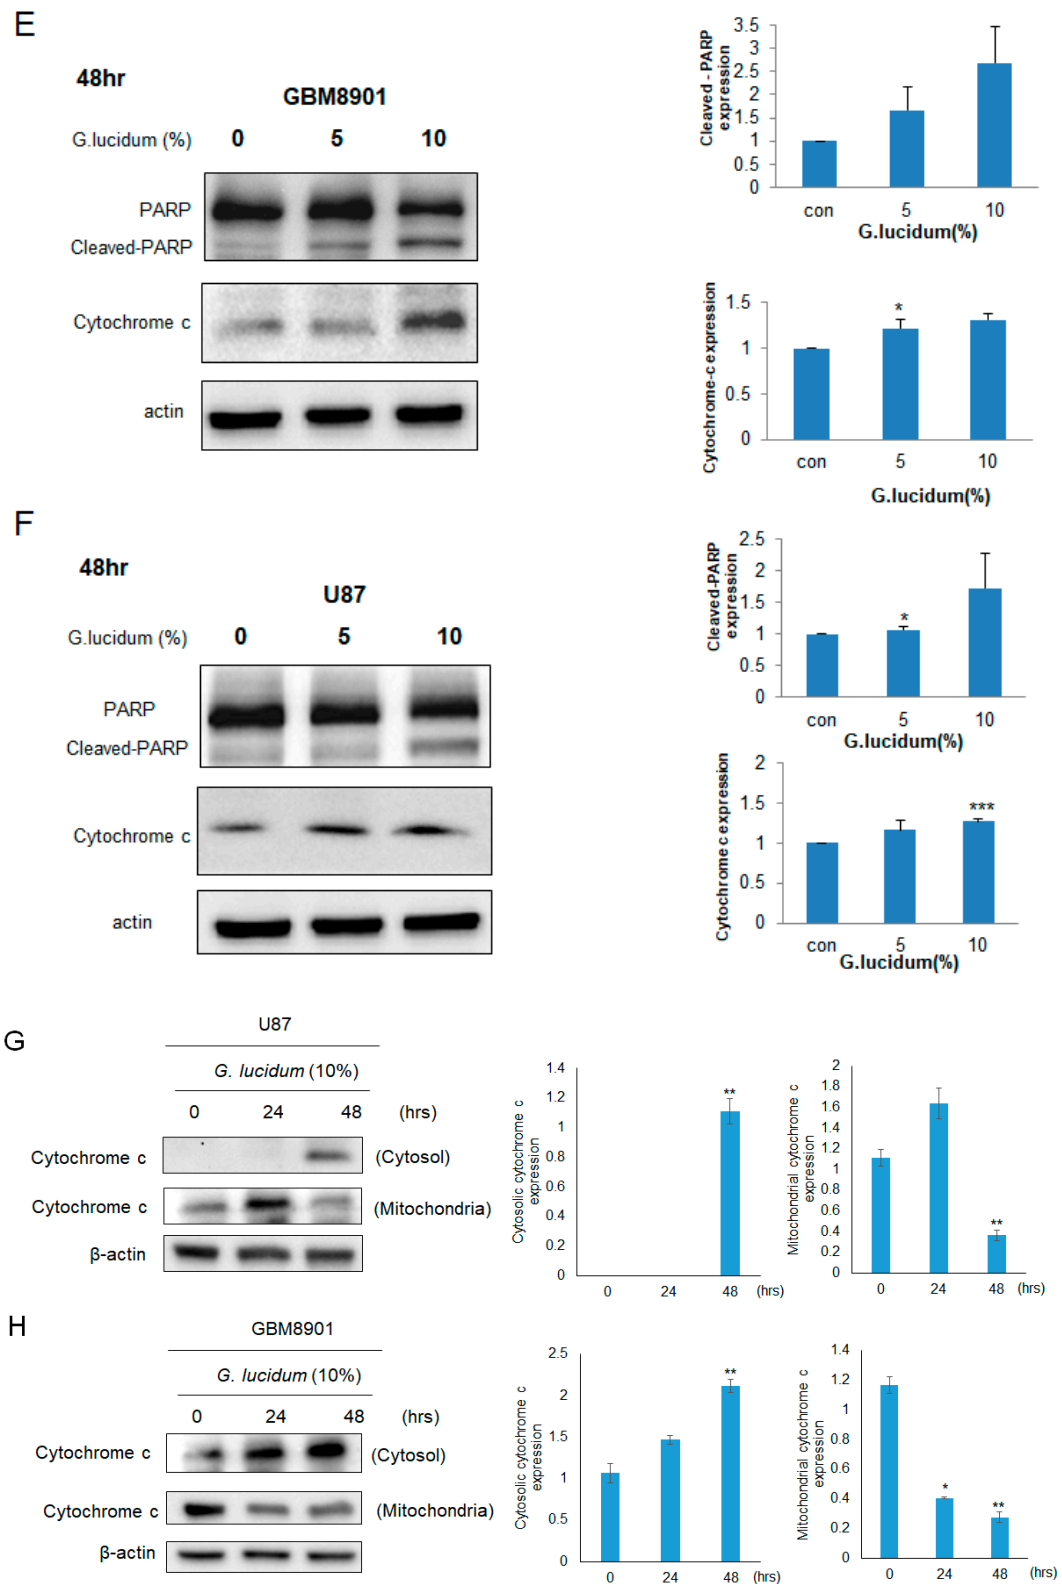 E
48hr
GBM8901
G.lucidum (%) 0 5 10
PARP
Cleaved-PARP
Cytochrome c
actin
Cleaved - PARP
expression
3.5
3
2.5
2
1.5
1
0.5
0
con 5 10
G.lucidum(%)
Cytochrome-c expression
1.5
1
0.5
0
*
con 5 10
G.lucidum(%)
F
48hr
U87
G.lucidum (%) 0 5 10
PARP
Cleaved-PARP
Cytochrome c
actin
Cleaved-PARP
expression
2.5
2
1.5
1
0.5
0
*
con 5 10
G.lucidum(%)
Cytochrome c expression
2
1.5
1
0.5
0
***
con 5 10
G.lucidum(%)
G
U87
G. lucidum (10%)
0 24 48 (hrs)
Cytochrome c (Cytosol)
Cytochrome c (Mitochondria)
β-actin
Cytosolic cytochrome c
expression
1.4
1.2
1
0.8
0.6
0.4
0.2
0
**
0 24 48 (hrs)
Mitochondrial cytochrome c
expression
2
1.8
1.6
1.4
1.2
1
0.8
0.6
0.4
0.2
0
**
0 24 48 (hrs)
H
GBM8901
G. lucidum (10%)
0 24 48 (hrs)
Cytochrome c (Cytosol)
Cytochrome c (Mitochondria)
β-actin
Cytosolic cytochrome c
expression
2.5
2
1.5
1
0.5
0
**
0 24 48 (hrs)
Mitochondrial cytochrome c
expression
1.4
1.2
1
0.8
0.6
0.4
0.2
0
*
**
0 24 48 (hrs)